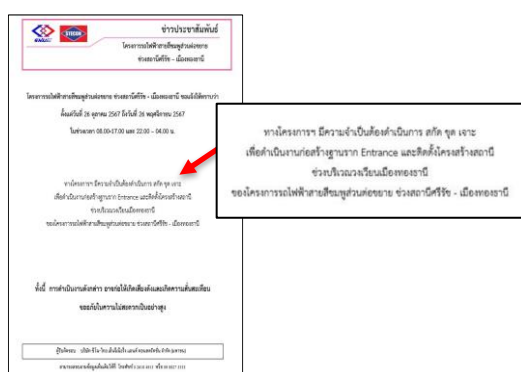 STECON
ข่าวประชาสัมพันธ์
โครงการรถไฟฟ้าสายสีชมพูส่วนต่อขยาย
ช่วงสถานีศรีรัช - เมืองทองธานี
โครงการรถไฟฟ้าสายสีชมพูส่วนต่อขยาย ช่วงสถานีศรีรัช - เมืองทองธานี ขอแจ้งให้ทราบว่า
ตั้งแต่วันที่ 26 ตุลาคม 2567 ถึงวันที่ 26 พฤศจิกายน 2567
ในช่วงเวลา 08.00-17.00 และ 22.00 – 04.00 น.
ทางโครงการฯ มีความจำเป็นต้องดำเนินการ สกัด ขุด เจาะ
เพื่อดำเนินงานก่อสร้างฐานราก Entrance และติดตั้งโครงสร้างสถานี
ช่วงบริเวณวงเวียนเมืองทองธานี
ของโครงการรถไฟฟ้าสายสีชมพูส่วนต่อขยาย ช่วงสถานีศรีรัช - เมืองทองธานี
ทางโครงการฯ มีความจำเป็นต้องดำเนินการ สกัด ขุด เจาะ
เพื่อดำเนินงานก่อสร้างฐานราก Entrance และติดตั้งโครงสร้างสถานี
ช่วงบริเวณวงเวียนเมืองทองธานี
ของโครงการรถไฟฟ้าสายสีชมพูส่วนต่อขยาย ช่วงสถานีศรีรัช - เมืองทองธานี
ทั้งนี้ การดำเนินงานดังกล่าว อาจก่อให้เกิดเสียงดังและเกิดความสั่นสะเทือน
ขออภัยในความไม่สะดวกเป็นอย่างสูง